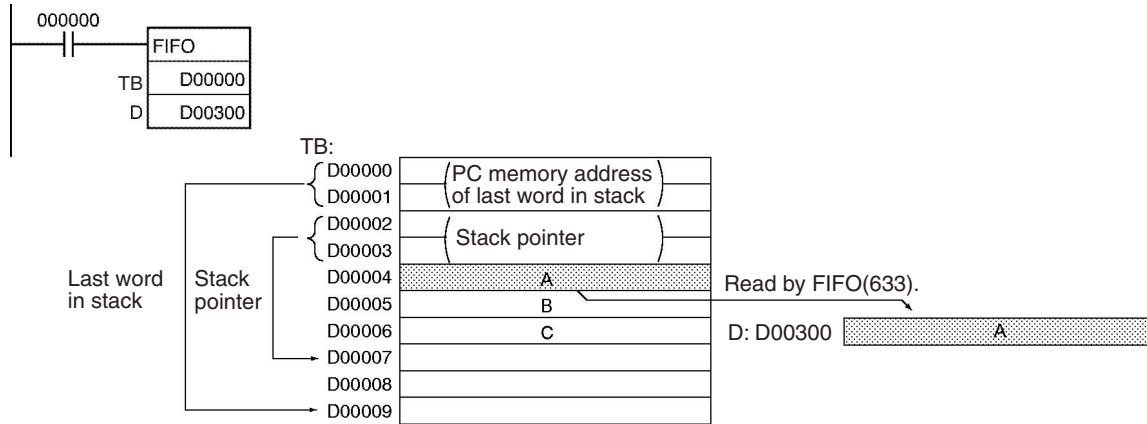 000000
FIFO
TB D00000
D D00300
TB:
D00000
D00001
PC memory address
of last word in stack
D00002
D00003
Stack pointer
Last word
in stack
Stack
pointer
D00004 A
Read by FIFO(633).
D00005 B
D00006 C
D: D00300 A
D00007
D00008
D00009